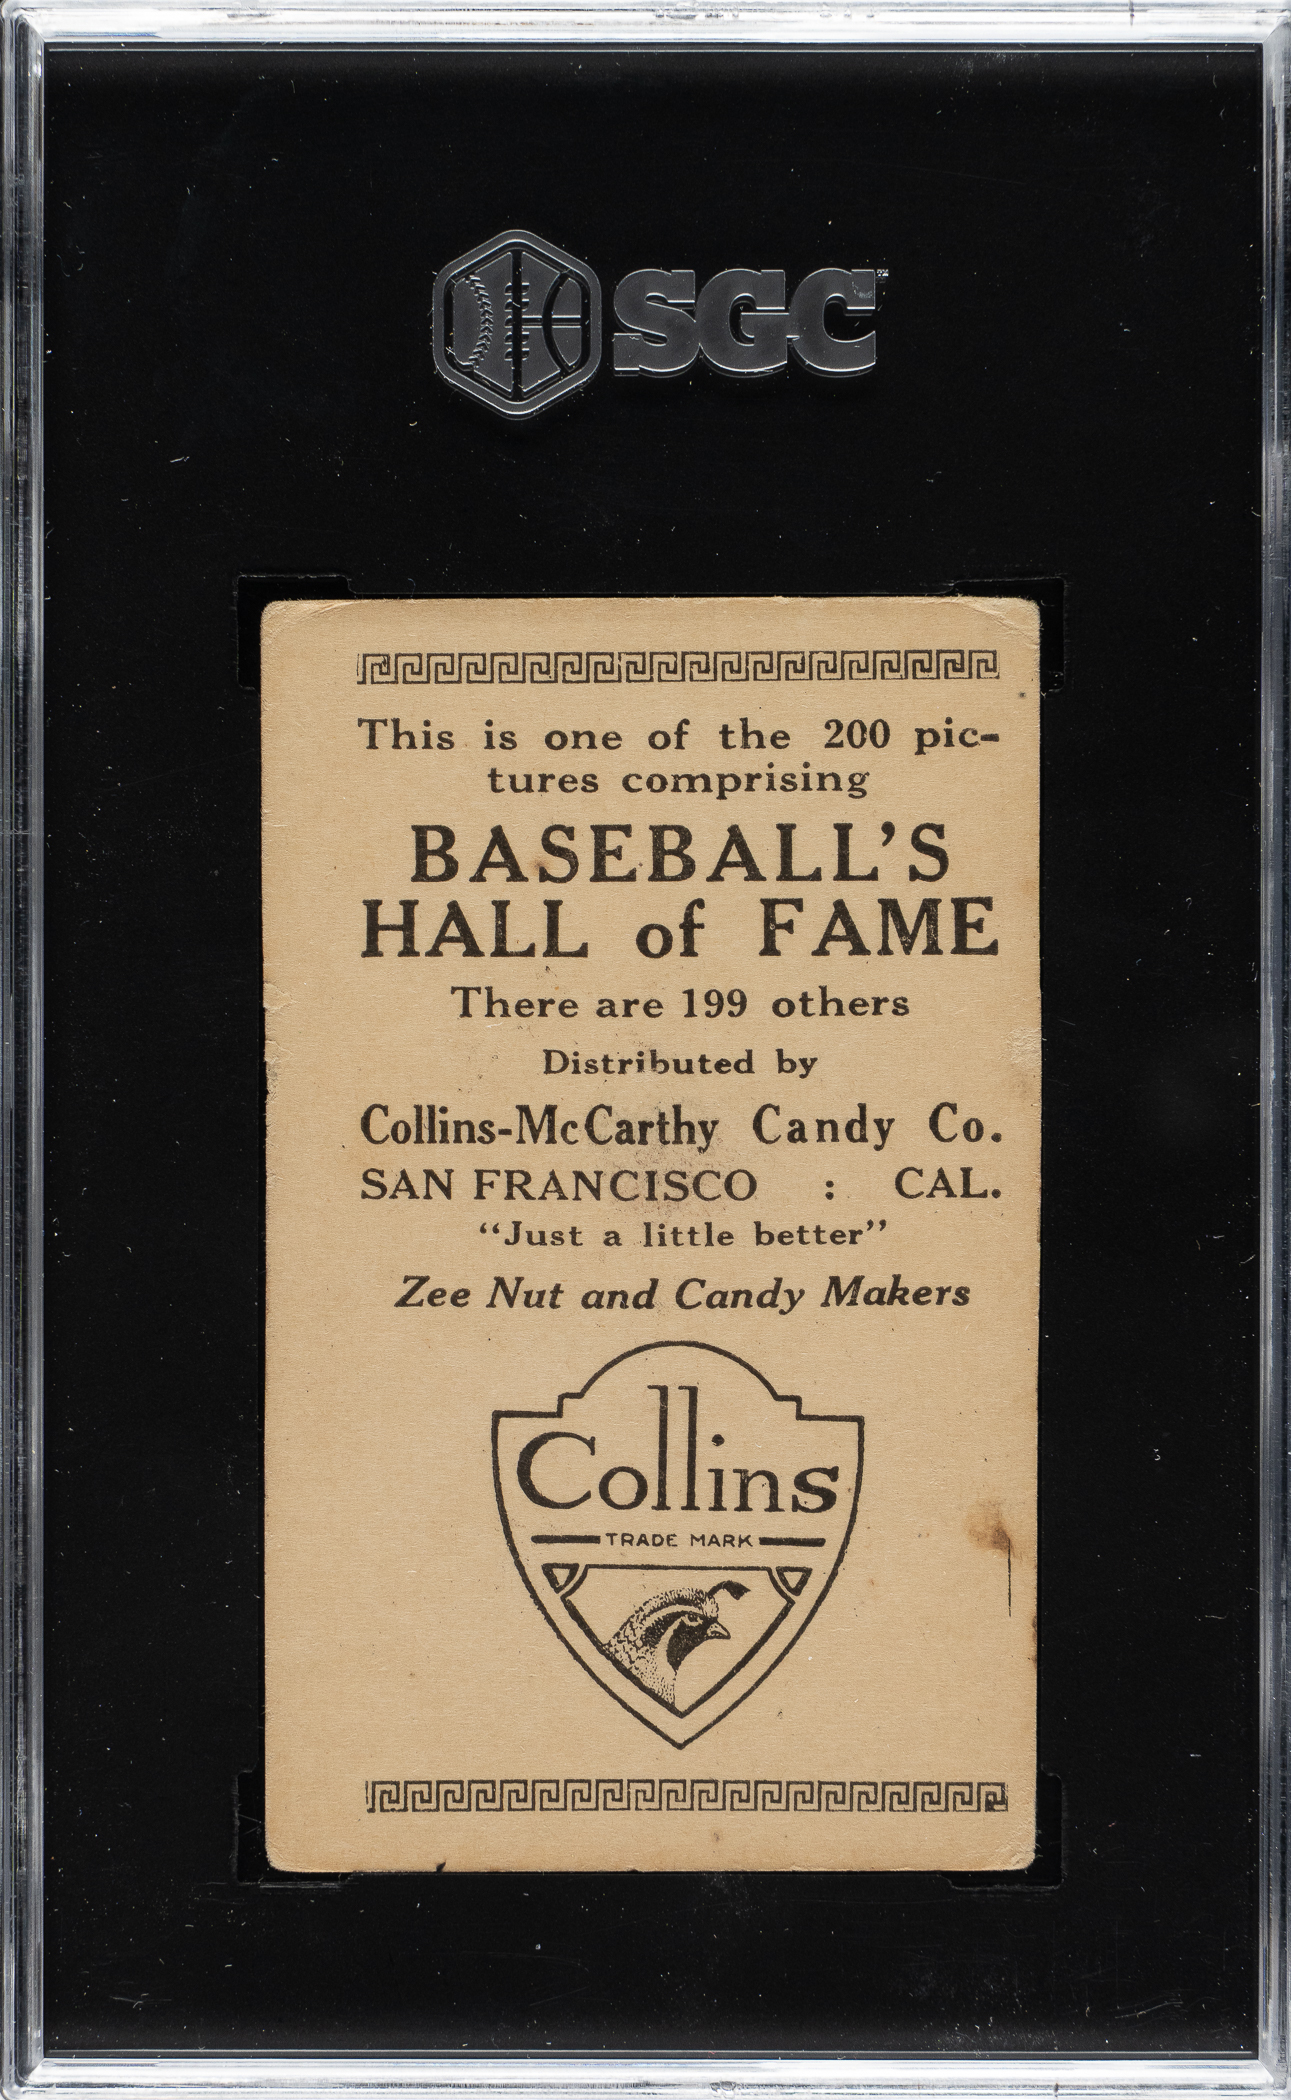 SGC™
This is one of the 200 pic-
tures comprising
BASEBALL'S
HALL of FAME
There are 199 others
Distributed by
Collins-McCarthy Candy Co.
SAN FRANCISCO : CAL.
"Just a little better"
Zee Nut and Candy Makers
Collins
TRADE MARK